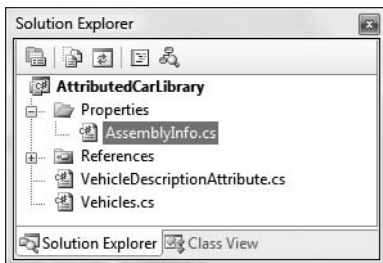 Solution Explorer
AttributedCarLibrary
Properties
AssemblyInfo.cs
References
VehicleDescriptionAttribute.cs
Vehicles.cs
Solution Explorer Class View